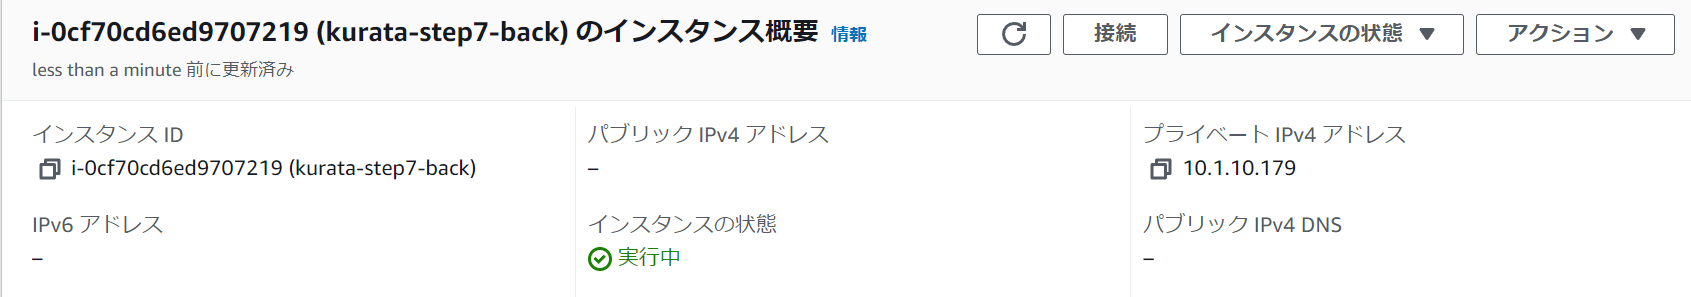 i-0cf70cd6ed9707219 (kurata-step7-back) のインスタンス概要 情報
接続
インスタンスの状態 ▼
アクション ▼
less than a minute 前に更新済み
インスタンス ID
i-0cf70cd6ed9707219 (kurata-step7-back)
パブリック IPv4 アドレス
–
プライベート IPv4 アドレス
10.1.10.179
IPv6 アドレス
–
インスタンスの状態
実行中
パブリック IPv4 DNS
–